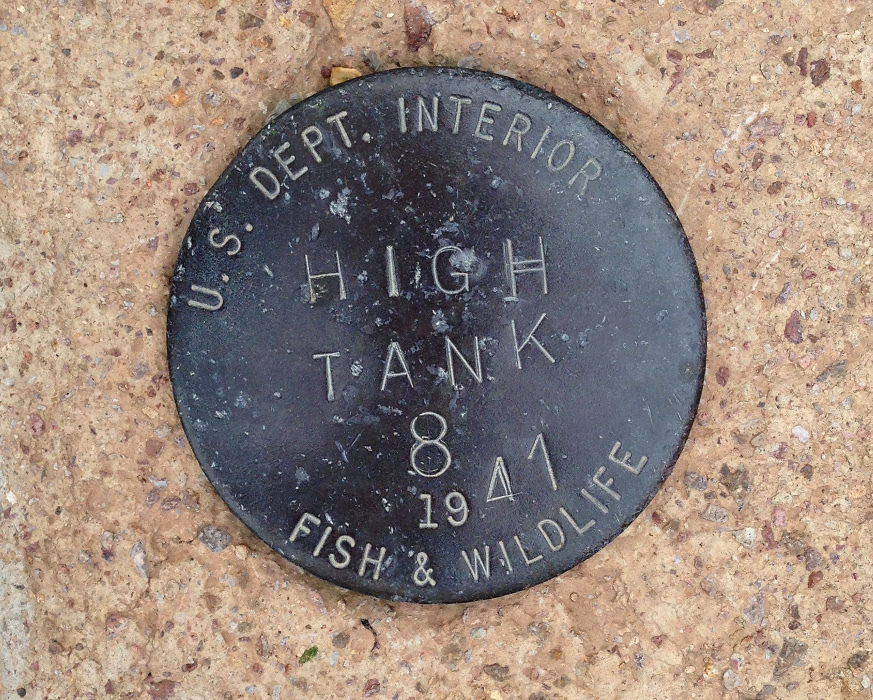 U.S. DEPT. INTERIOR
HIGH
TANK
8
1941
FISH & WILDLIFE